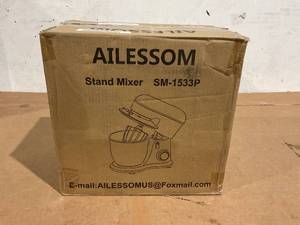 AILESSOM
Stand Mixer SM-1533P
E-mail:AILESSOMUS@Foxmail.com